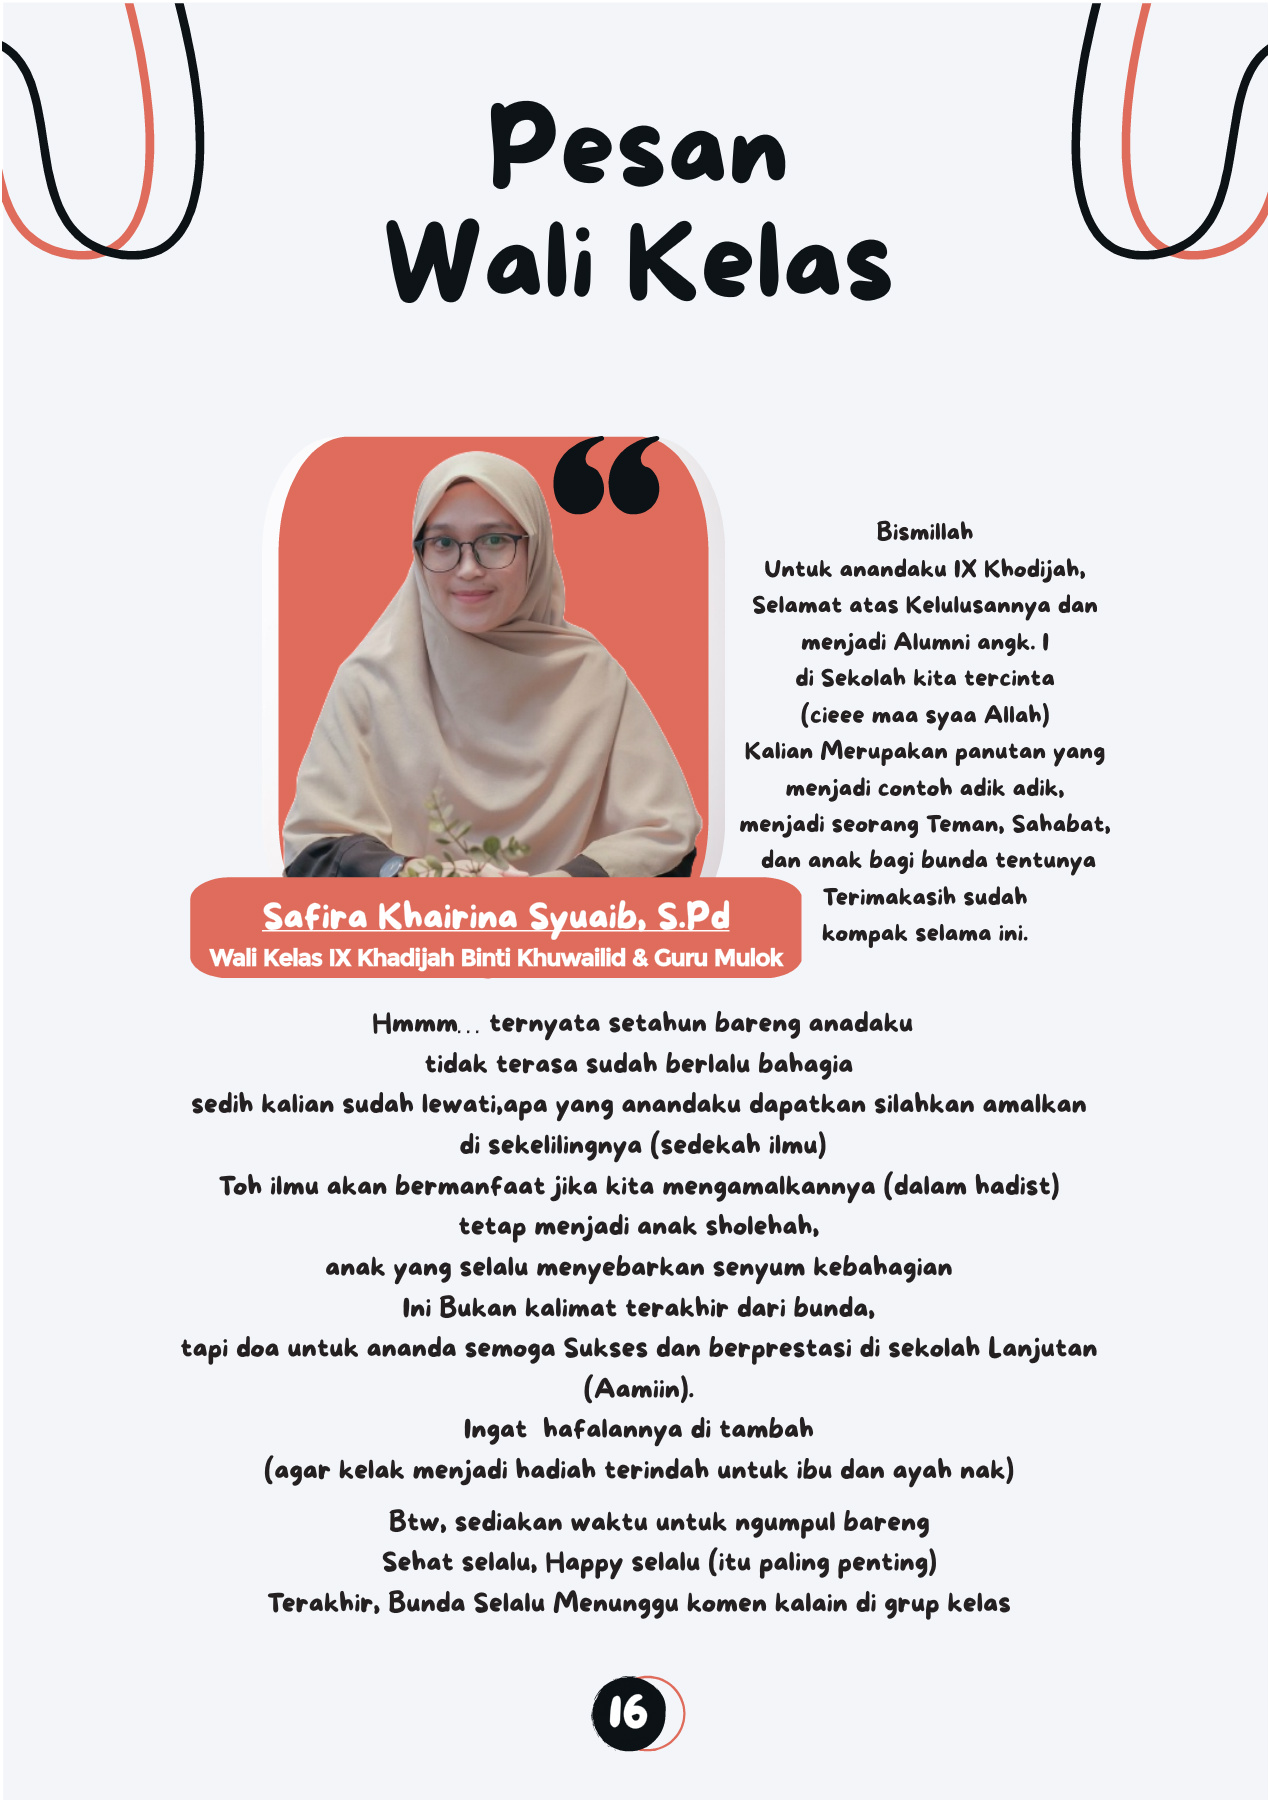 Pesan
Wali Kelas
Bismillah
Untuk anandaku IX Khodijah,
Selamat atas Kelulusannya dan
menjadi Alumni angk. 1
di Sekolah kita tercinta
(cieee maa syaa Allah)
Kalian Merupakan panutan yang
menjadi contoh adik adik,
menjadi seorang Teman, Sahabat,
dan anak bagi bunda tentunya
Terimakasih sudah
kompak selama ini.
Safira Khairina Syuaib, S.Pd
Wali Kelas IX Khadijah Binti Khuwailid & Guru Mulok
Hmmm... ternyata setahun bareng anadaku
tidak terasa sudah berlalu bahagia
sedih kalian sudah lewati,apa yang anandaku dapatkan silahkan amalkan
di sekelilingnya (sedekah ilmu)
Toh ilmu akan bermanfaat jika kita mengamalkannya (dalam hadist)
tetap menjadi anak sholehah,
anak yang selalu menyebarkan senyum kebahagian
Ini Bukan kalimat terakhir dari bunda,
tapi doa untuk ananda semoga Sukses dan berprestasi di sekolah Lanjutan
(Aamiin).
Ingat hafalannya di tambah
(agar kelak menjadi hadiah terindah untuk ibu dan ayah nak)
Btw, sediakan waktu untuk ngumpul bareng
Sehat selalu, Happy selalu (itu paling penting)
Terakhir, Bunda Selalu Menunggu komen kalain di grup kelas
16